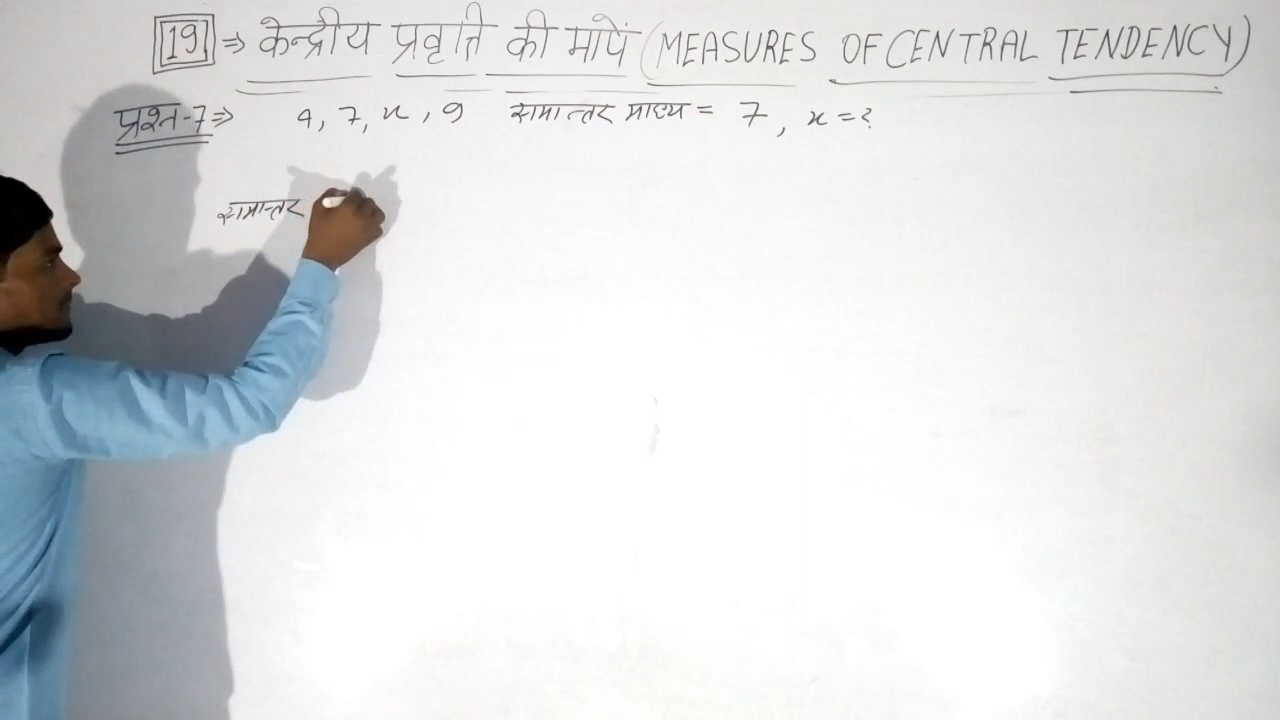 19 ⇒ केन्द्रीय प्रवृत्ति की मापें (MEASURES OF CENTRAL TENDENCY)
प्रश्न-7 ⇒ 4, 7, x, 9 समान्तर माध्य = 7, x = ?
समान्तर